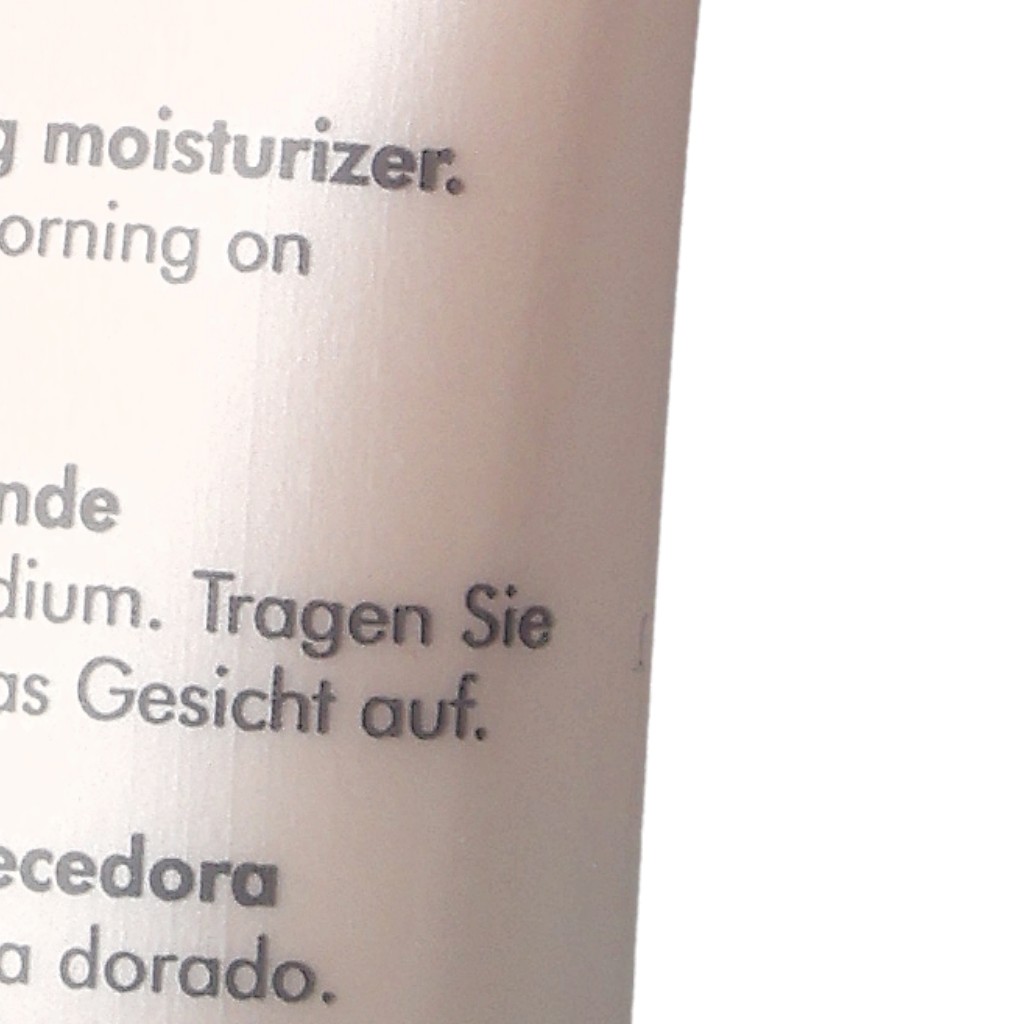 g moisturizer.
orning on
nde
dium. Tragen Sie
as Gesicht auf.
ecedora
a dorado.